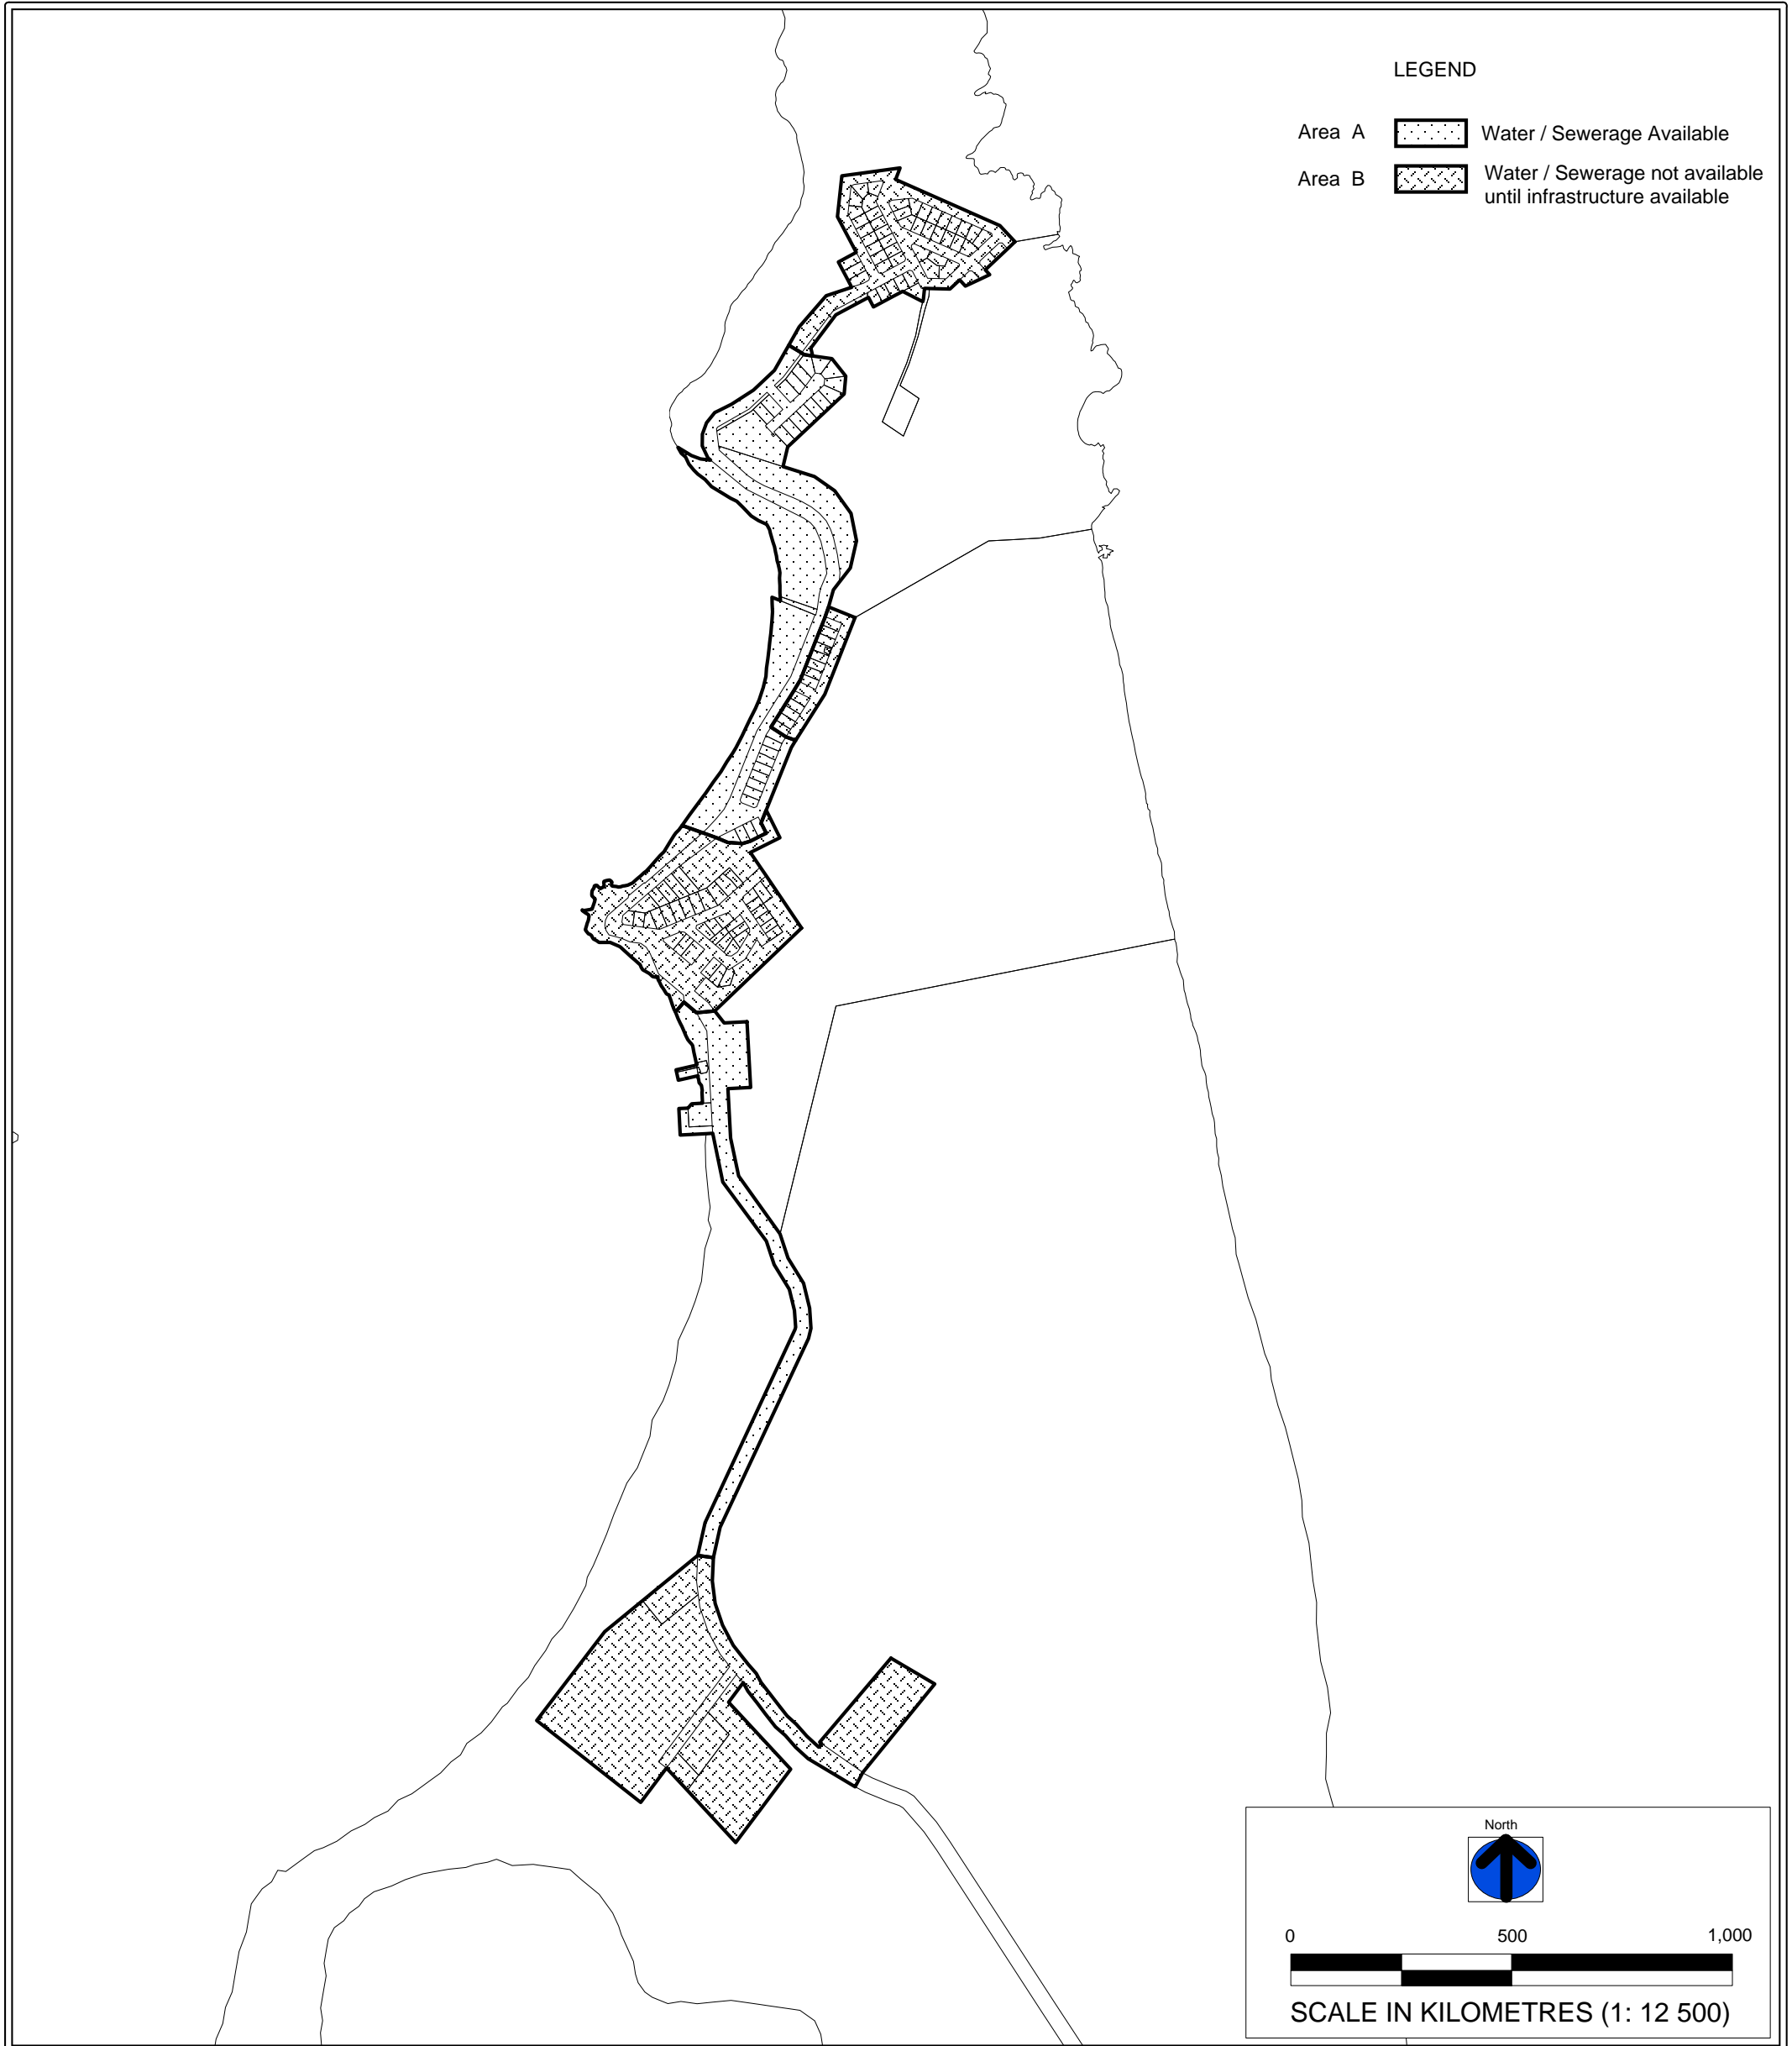 LEGEND
Area A
Water / Sewerage Available
Area B
Water / Sewerage not available
until infrastructure available
North
0 500 1,000
SCALE IN KILOMETRES (1: 12 500)